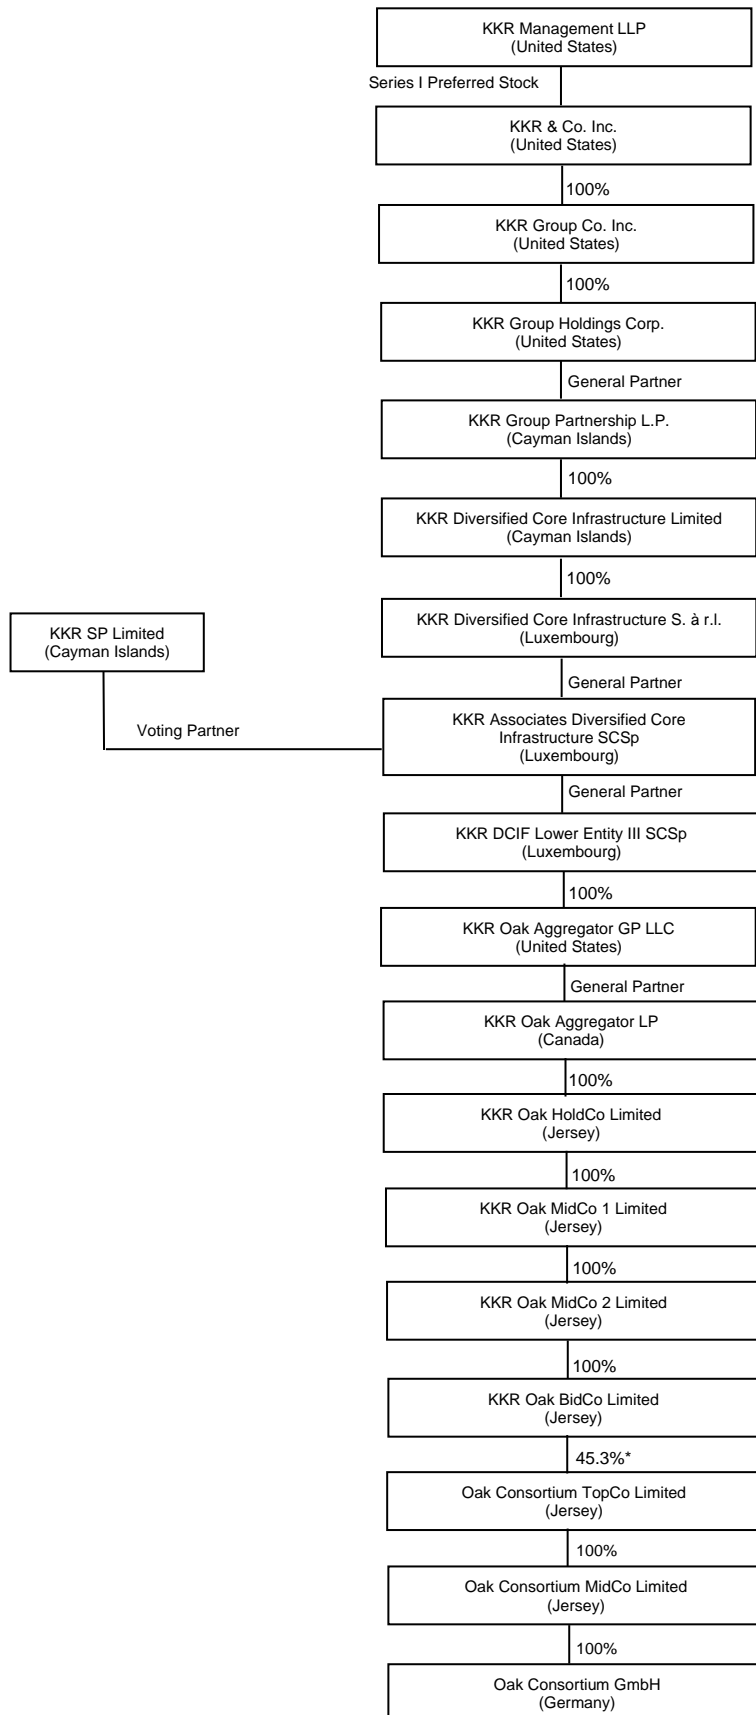 KKR Management LLP
(United States)
Series I Preferred Stock
KKR & Co. Inc.
(United States)
100%
KKR Group Co. Inc.
(United States)
100%
KKR Group Holdings Corp.
(United States)
General Partner
KKR Group Partnership L.P.
(Cayman Islands)
100%
KKR Diversified Core Infrastructure Limited
(Cayman Islands)
100%
KKR Diversified Core Infrastructure S. à r.l.
(Luxembourg)
KKR SP Limited
(Cayman Islands)
General Partner
Voting Partner
KKR Associates Diversified Core
Infrastructure SCSp
(Luxembourg)
General Partner
KKR DCIF Lower Entity III SCSp
(Luxembourg)
100%
KKR Oak Aggregator GP LLC
(United States)
General Partner
KKR Oak Aggregator LP
(Canada)
100%
KKR Oak HoldCo Limited
(Jersey)
100%
KKR Oak MidCo 1 Limited
(Jersey)
100%
KKR Oak MidCo 2 Limited
(Jersey)
100%
KKR Oak BidCo Limited
(Jersey)
45.3%*
Oak Consortium TopCo Limited
(Jersey)
100%
Oak Consortium MidCo Limited
(Jersey)
100%
Oak Consortium GmbH
(Germany)